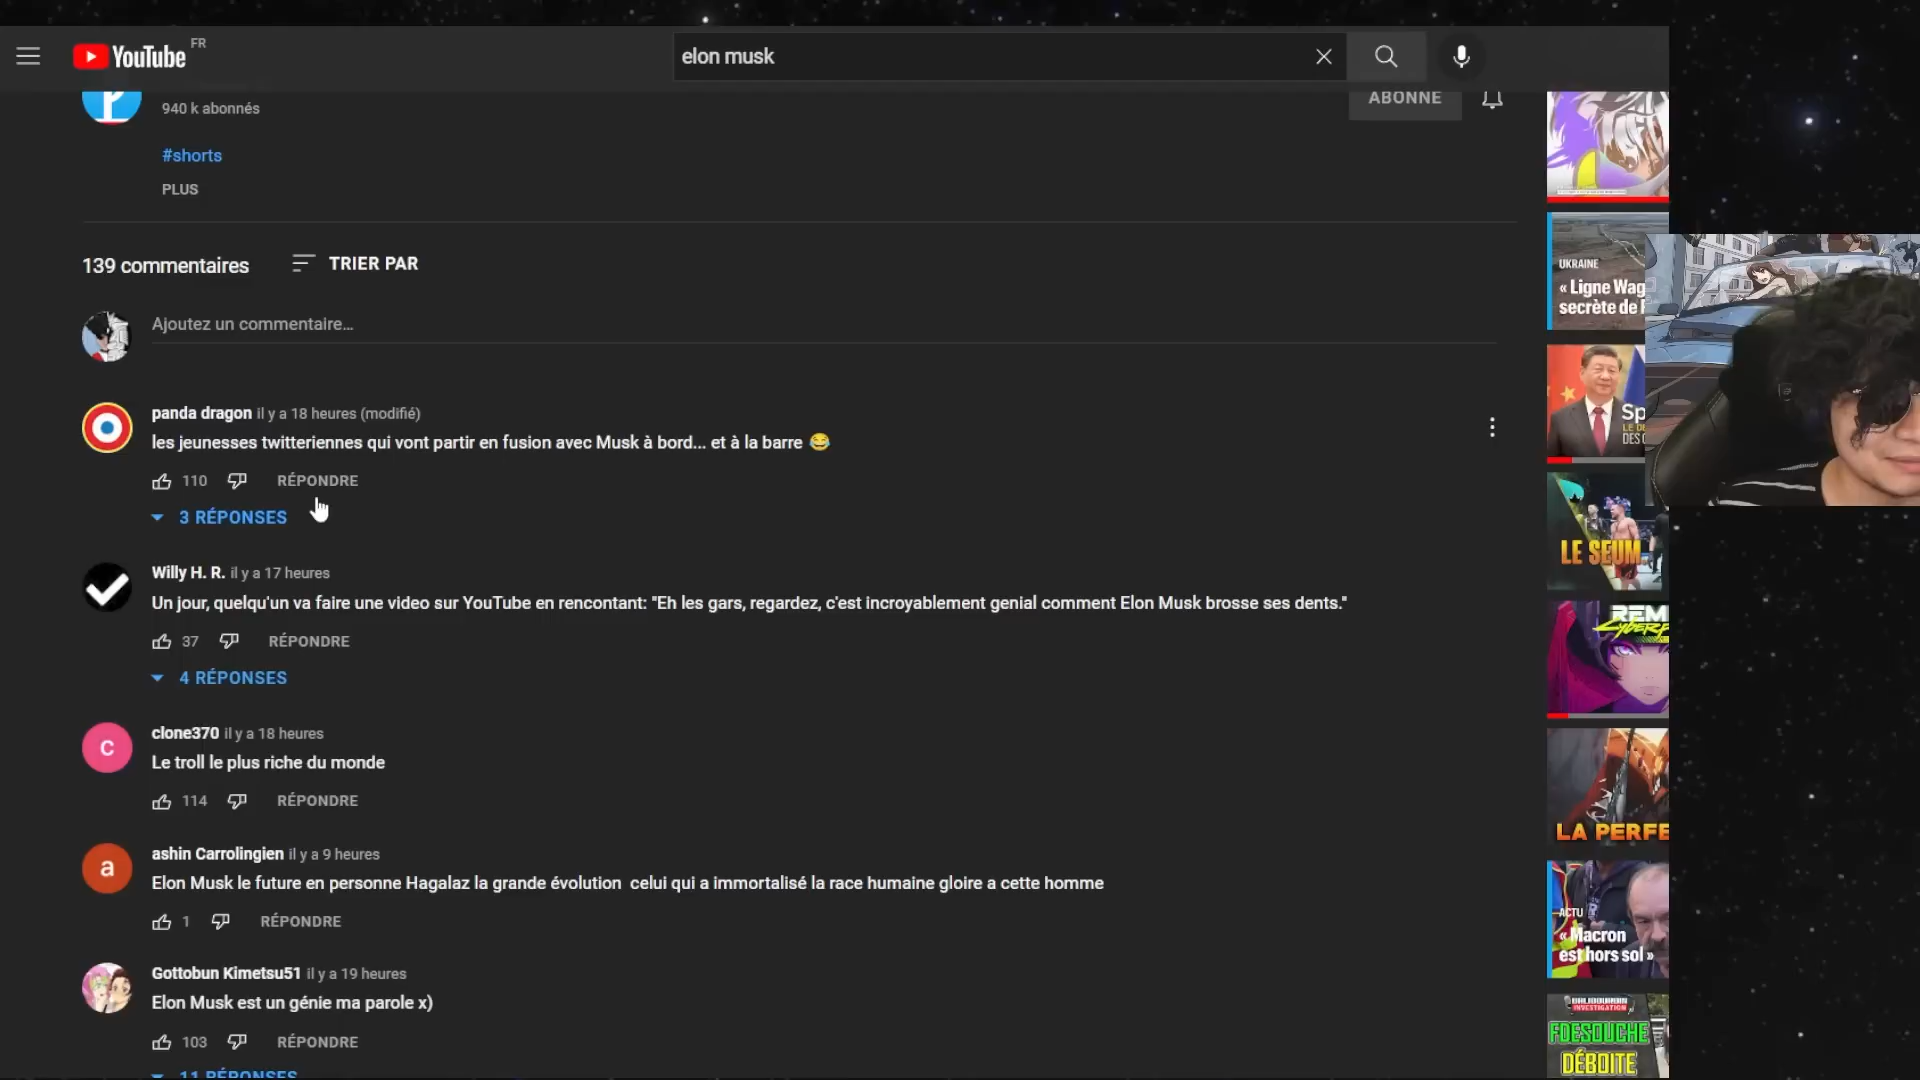 YouTube FR
elon musk
940 k abonnés
ABONNÉ
#shorts
PLUS
139 commentaires
TRIER PAR
Ajoutez un commentaire...
panda dragon il y a 18 heures (modifié)
les jeunesses twitteriennes qui vont partir en fusion avec Musk à bord... et à la barre 😂
110
RÉPONDRE
3 RÉPONSES
Willy H. R. il y a 17 heures
Un jour, quelqu'un va faire une video sur YouTube en rencontant: "Eh les gars, regardez, c'est incroyablement genial comment Elon Musk brosse ses dents."
37
RÉPONDRE
4 RÉPONSES
c
clone370 il y a 18 heures
Le troll le plus riche du monde
114
RÉPONDRE
a
ashin Carrolingien il y a 9 heures
Elon Musk le future en personne Hagalaz la grande évolution celui qui a immortalisé la race humaine gloire a cette homme
1
RÉPONDRE
Gottobun Kimetsu51 il y a 19 heures
Elon Musk est un génie ma parole x)
103
RÉPONDRE
11 RÉPONSES
UKRAINE
« Ligne Wag
secrète de
Sp
DES
LE SEUM
REM
LA PERFE
ACTU
« Macron
est hors sol »
INVESTIGATION
FDESOUCHE
DÉBOITE